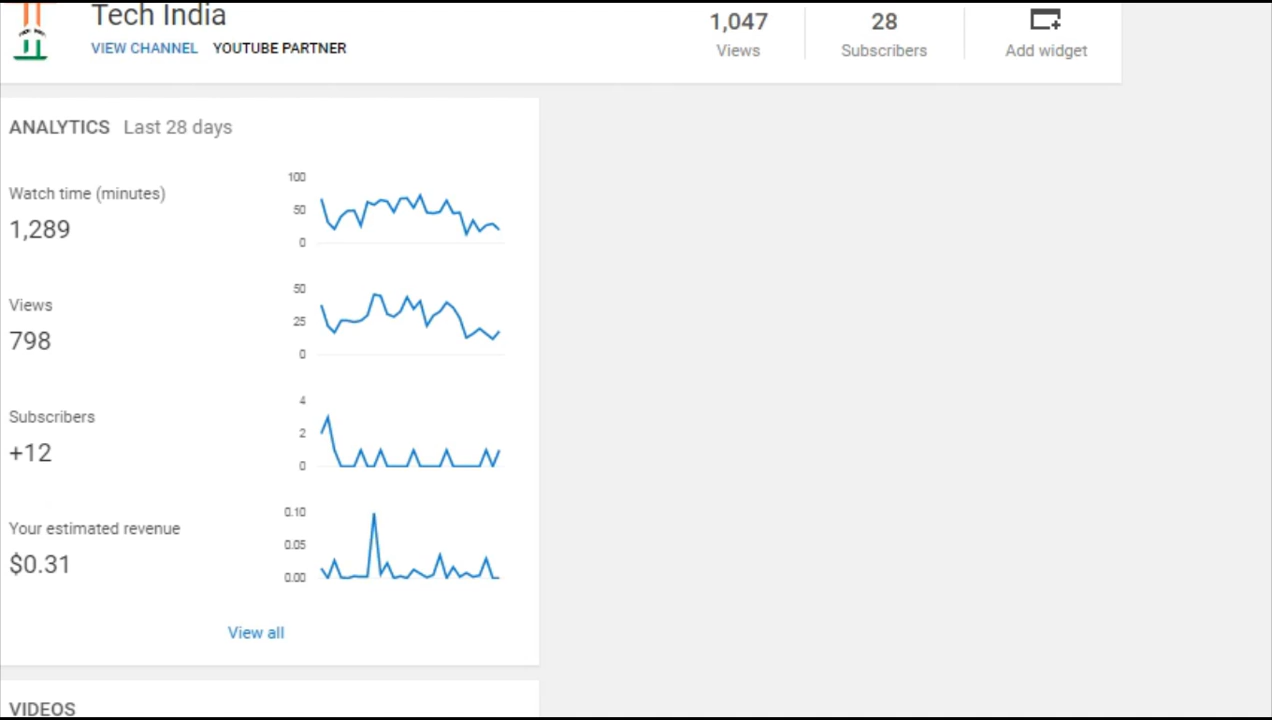 Tech India
VIEW CHANNEL YOUTUBE PARTNER
1,047
Views
28
Subscribers
Add widget
ANALYTICS Last 28 days
Watch time (minutes)
1,289
100
50
0
Views
798
50
25
0
Subscribers
+12
4
2
0
Your estimated revenue
$0.31
0.10
0.05
0.00
View all
VIDEOS